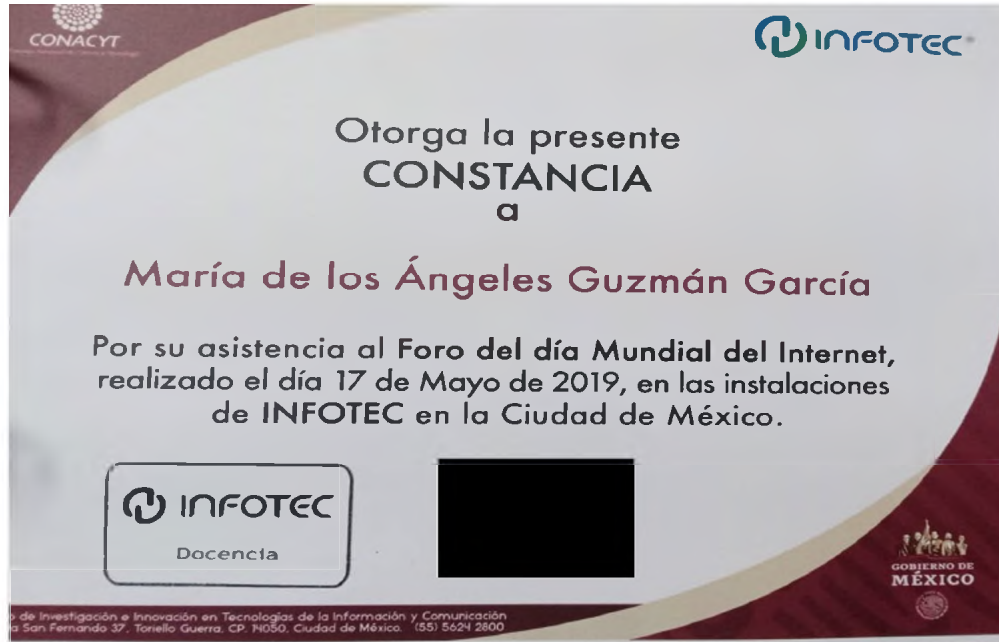 CONACYT
INFOTEC
Otorga la presente
CONSTANCIA
a
María de los Ángeles Guzmán García
Por su asistencia al Foro del día Mundial del Internet,
realizado el día 17 de Mayo de 2019, en las instalaciones
de INFOTEC en la Ciudad de México.
INFOTEC
Docencia
GOBIERNO DE
MÉXICO
de Investigación e Innovación en Tecnologías de la Información y Comunicación
San Fernando 37, Toriello Guerra, CP. 14050, Ciudad de México. (55) 5624 2800